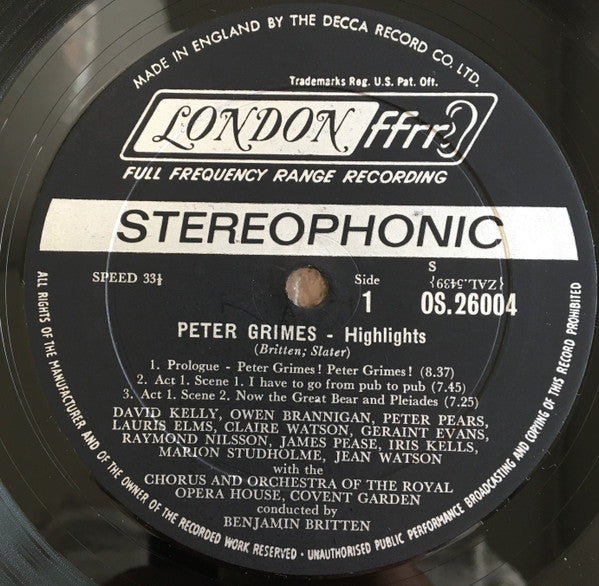 MADE IN ENGLAND BY THE DECCA RECORD CO. LTD.
Trademarks Reg. U.S. Pat. Off.
LONDON ffrr
FULL FREQUENCY RANGE RECORDING
STEREOPHONIC
SPEED 33⅓
Side
1
S
{ZAL.5439}
OS.26004
PETER GRIMES - Highlights
(Britten; Slater)
1. Prologue - Peter Grimes! Peter Grimes! (8.37)
2. Act 1. Scene 1. I have to go from pub to pub (7.45)
3. Act 1. Scene 2. Now the Great Bear and Pleiades (7.25)
DAVID KELLY, OWEN BRANNIGAN, PETER PEARS,
LAURIS ELMS, CLAIRE WATSON, GERAINT EVANS,
RAYMOND NILSSON, JAMES PEASE, IRIS KELLS,
MARION STUDHOLME, JEAN WATSON
with the
CHORUS AND ORCHESTRA OF THE ROYAL
OPERA HOUSE, COVENT GARDEN
conducted by
BENJAMIN BRITTEN
ALL RIGHTS OF THE MANUFACTURER AND OF THE OWNER OF THE RECORDED WORK RESERVED · UNAUTHORISED PUBLIC PERFORMANCE BROADCASTING AND COPYING OF THIS RECORD PROHIBITED